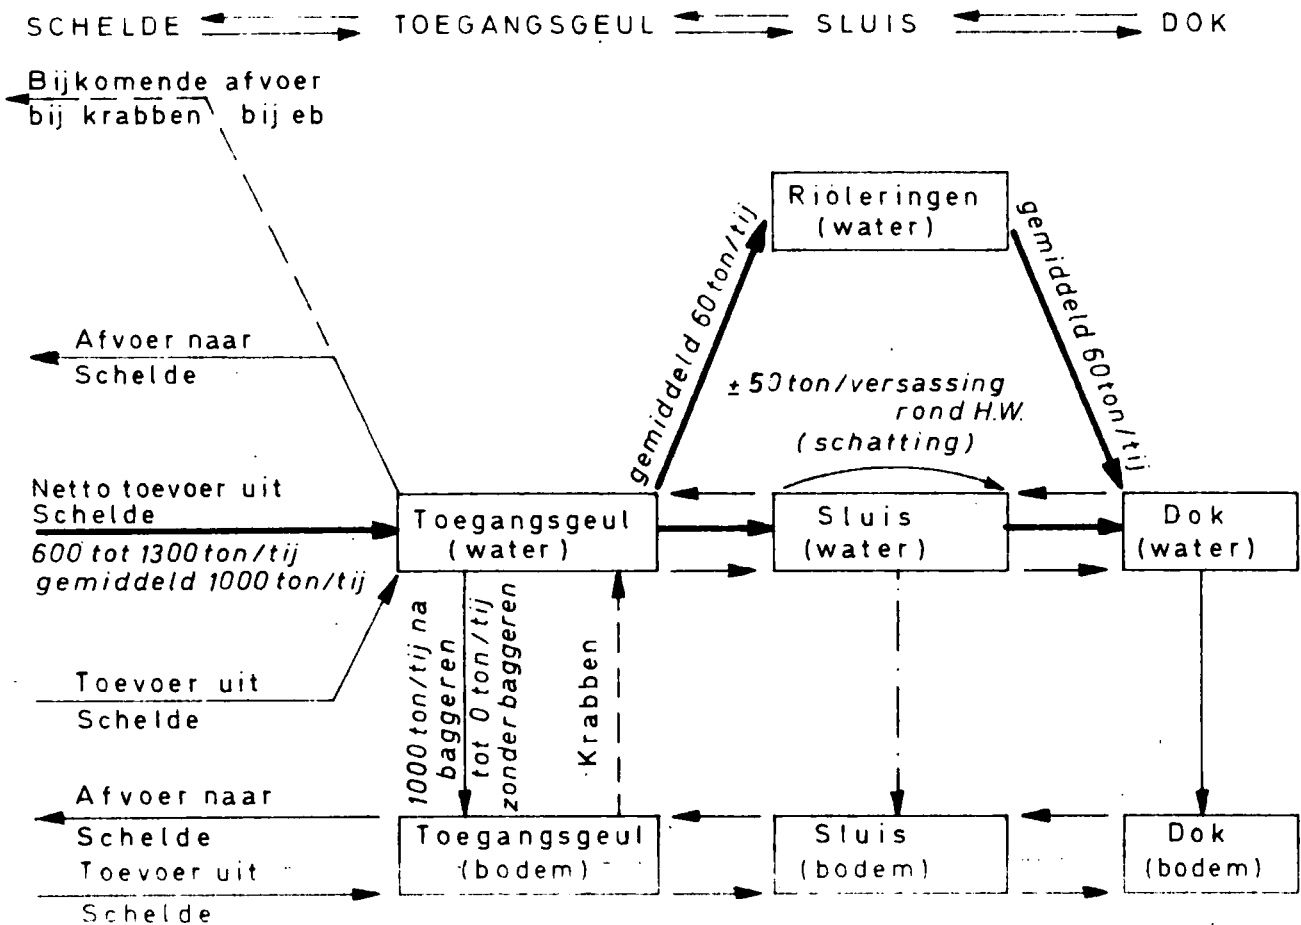 SCHELDE TOEGANGSGEUL SLUIS DOK
Bijkomende afvoer
bij krabben bij eb
Rioleringen
(water)
gemiddeld 60 ton/tij
gemiddeld 60 ton/tij
Afvoer naar
Schelde
± 50 ton/versassing
rond H.W.
(schatting)
Netto toevoer uit
Schelde
600 tot 1300 ton/tij
gemiddeld 1000 ton/tij
Toegangsgeul
(water)
Sluis
(water)
Dok
(water)
Toevoer uit
Schelde
1000 ton/tij na
baggeren
tot 0 ton/tij
zonder baggeren
Krabben
Afvoer naar
Schelde
Toevoer uit
Schelde
Toegangsgeul
(bodem)
Sluis
(bodem)
Dok
(bodem)